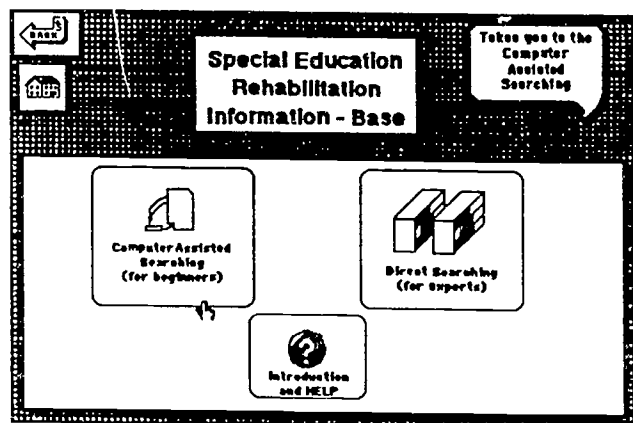 BACK
Special Education
Rehabilitation
Information - Base
Takes you to the
Computer
Assisted
Searching
Computer Assisted
Searching
(for beginners)
Direct Searching
(for experts)
?
Introduction
and HELP